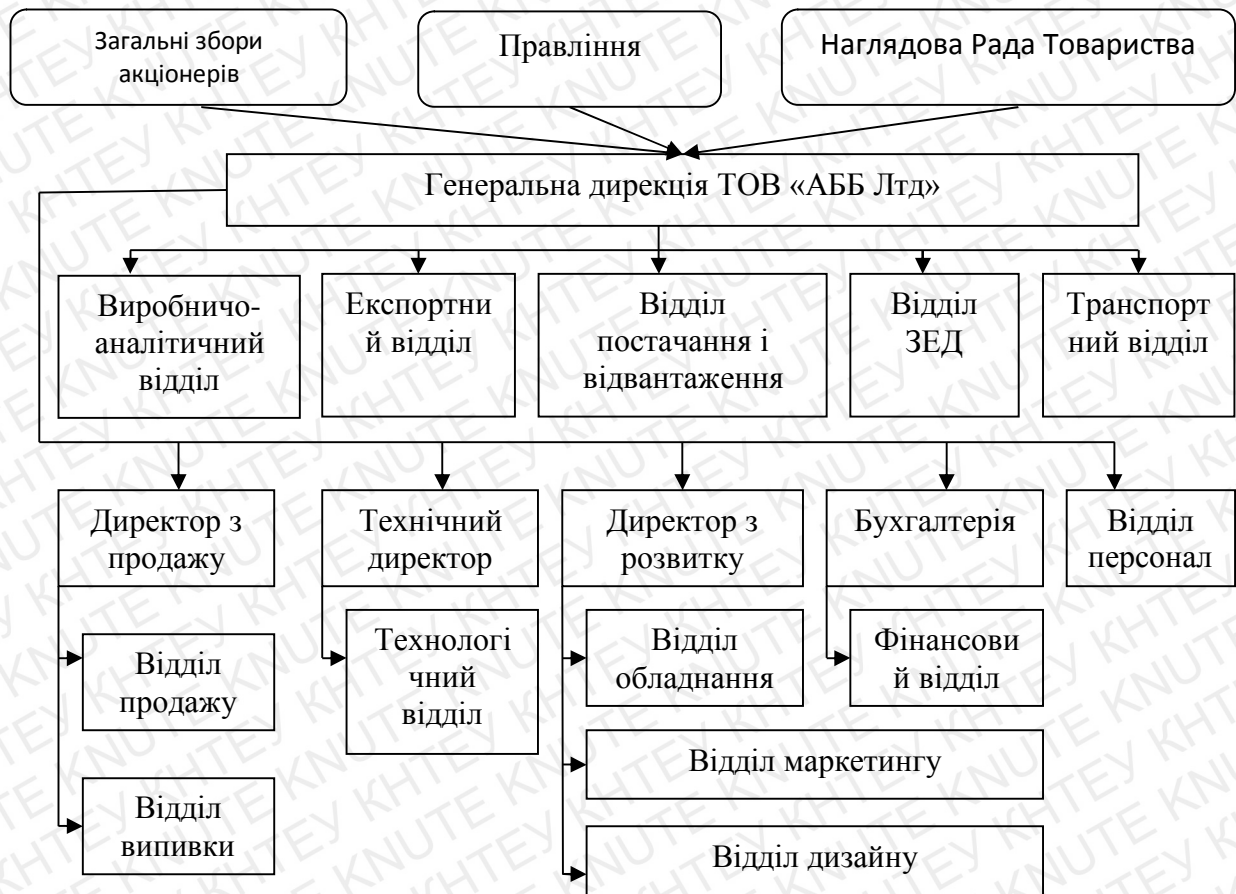 Загальні збори
акціонерів
Правління
Наглядова Рада Товариства
Генеральна дирекція ТОВ «АББ Лтд»
Виробничо-
аналітичний
відділ
Експортни
й відділ
Відділ
постачання і
відвантаження
Відділ
ЗЕД
Транспорт
ний відділ
Директор з
продажу
Технічний
директор
Директор з
розвитку
Бухгалтерія
Відділ
персонал
Відділ
продажу
Технологі
чний
відділ
Відділ
обладнання
Фінансови
й відділ
Відділ маркетингу
Відділ
випивки
Відділ дизайну